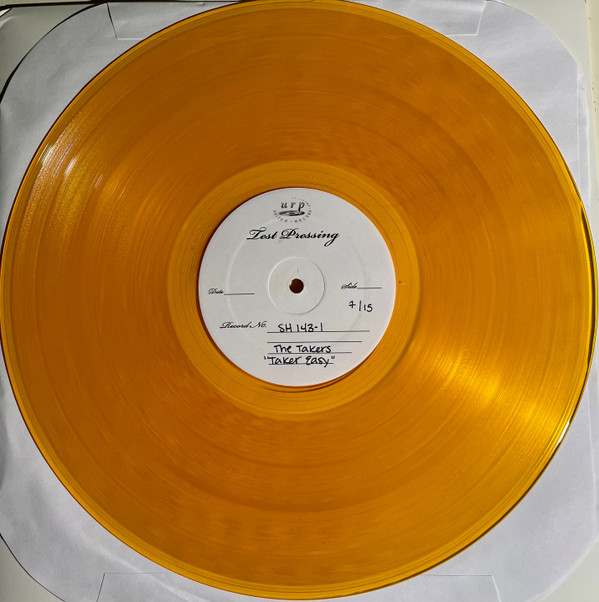 urp
Test Pressing
Date
Side
7/15
Record No. SH 143-1
The Takers
"Taker Easy"